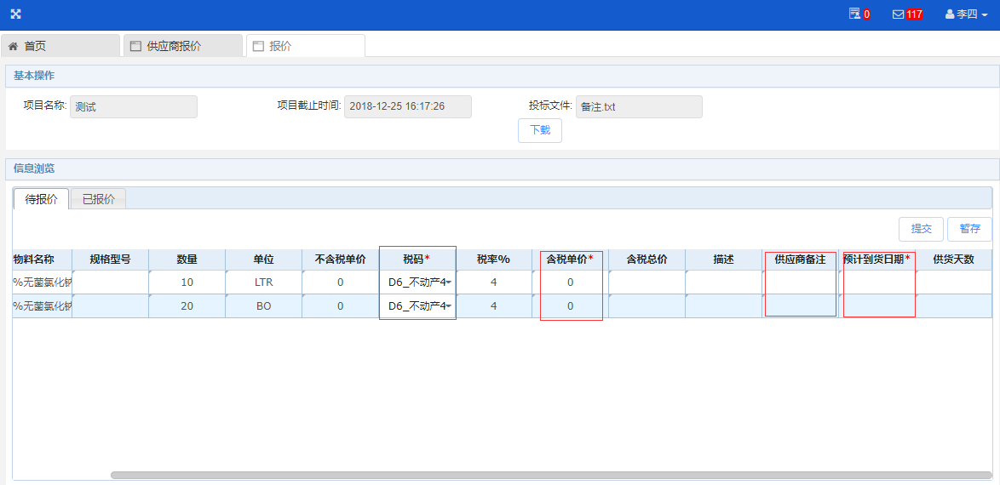 0 117 李四
首页 供应商报价 报价
基本操作
项目名称: 测试 项目截止时间: 2018-12-25 16:17:26 投标文件: 备注.txt
下载
信息浏览
待报价 已报价
提交 暂存
物料名称 规格型号 数量 单位 不含税单价 税码* 税率% 含税单价* 含税总价 描述 供应商备注 预计到货日期* 供货天数
%无菌氯化钠 10 LTR 0 D6_不动产4 4 0
%无菌氯化钠 20 BO 0 D6_不动产4 4 0